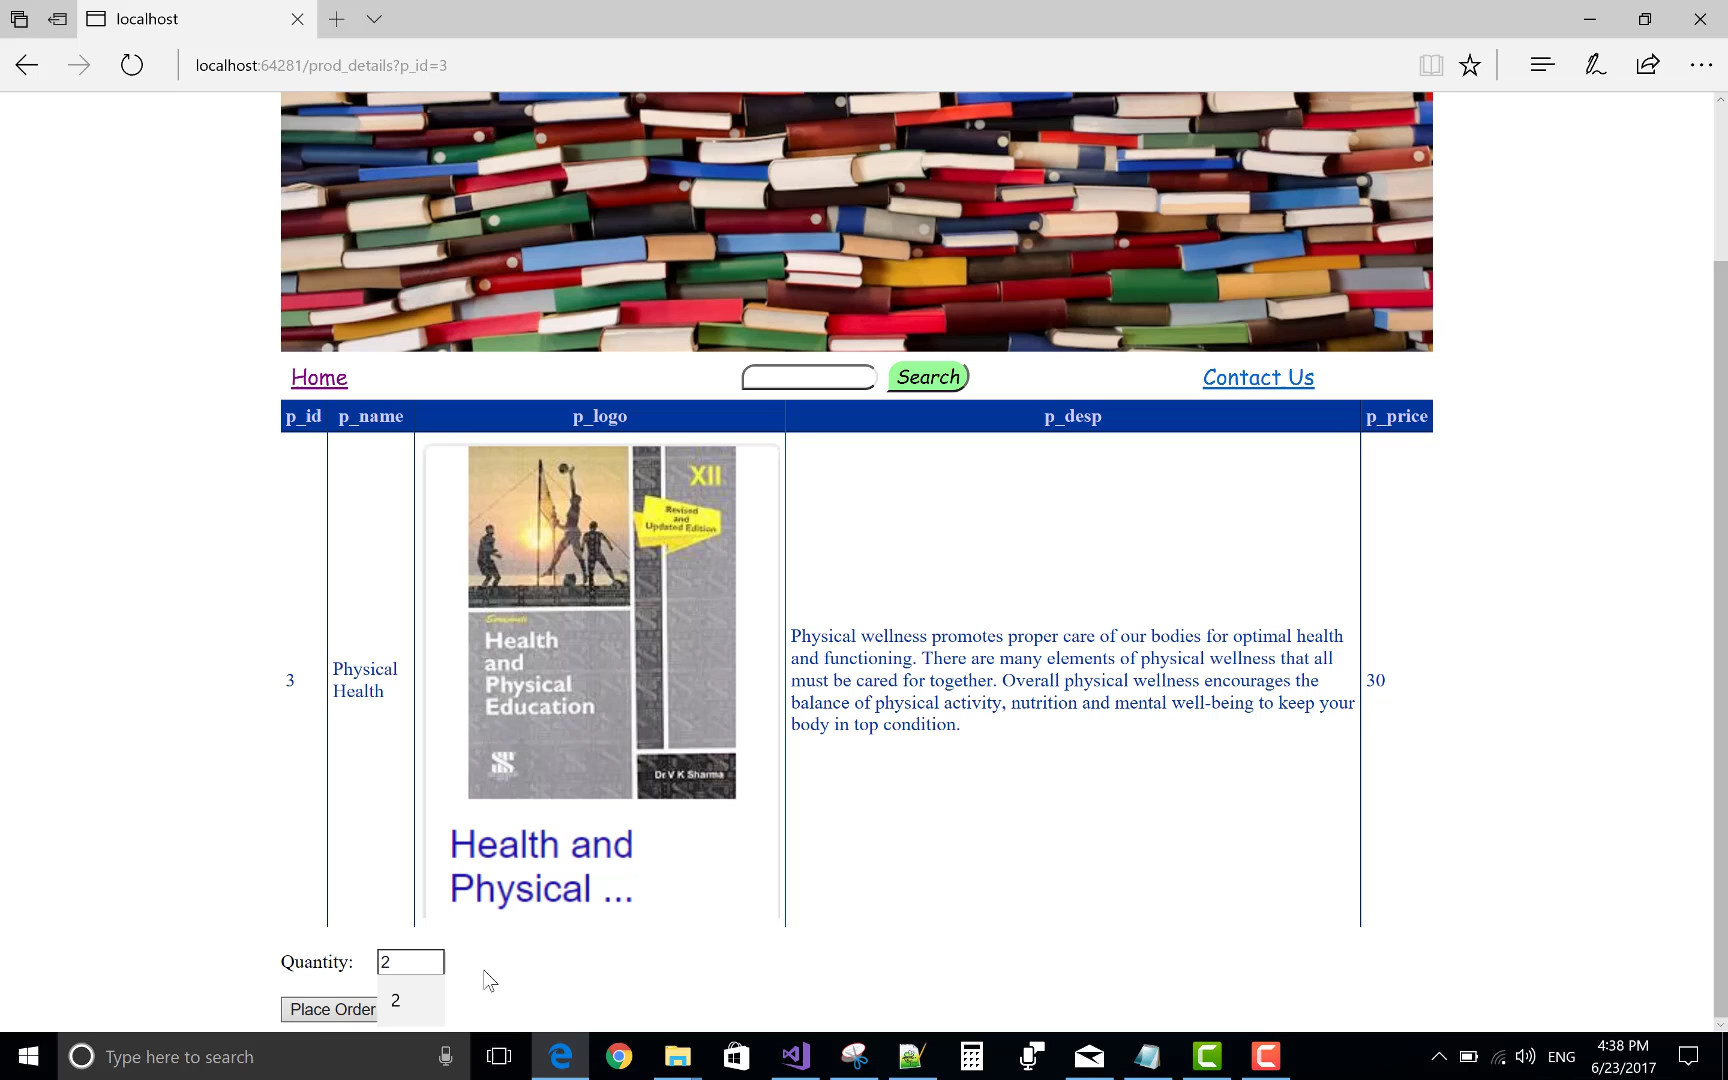 localhost
localhost:64281/prod_details?p_id=3
Home
Search
Contact Us
p_id p_name p_logo p_desp p_price
XII
Revised
and
Updated Edition
Health
and
Physical
Education
Dr V K Sharma
Health and
Physical ...
3
Physical
Health
Physical wellness promotes proper care of our bodies for optimal health
and functioning. There are many elements of physical wellness that all
must be cared for together. Overall physical wellness encourages the
balance of physical activity, nutrition and mental well-being to keep your
body in top condition.
30
Quantity: 2
2
Place Order
Type here to search
ENG
4:38 PM
6/23/2017